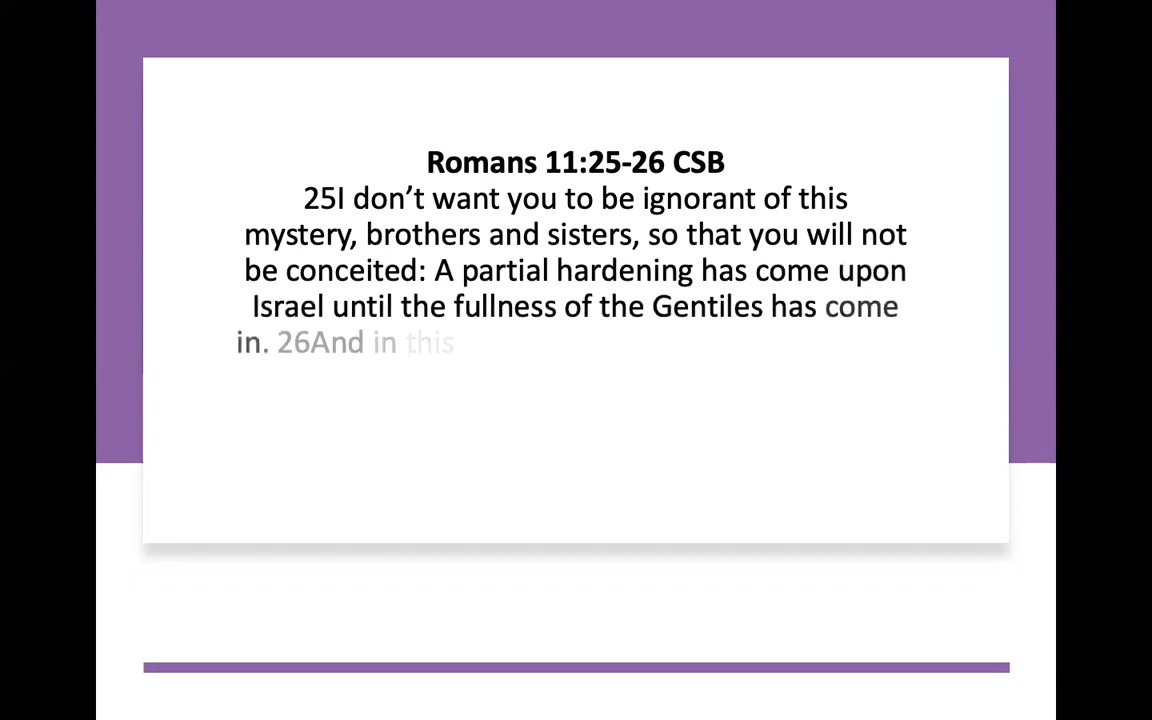 Romans 11:25-26 CSB
25I don’t want you to be ignorant of this
mystery, brothers and sisters, so that you will not
be conceited: A partial hardening has come upon
Israel until the fullness of the Gentiles has come
in. 26And in this